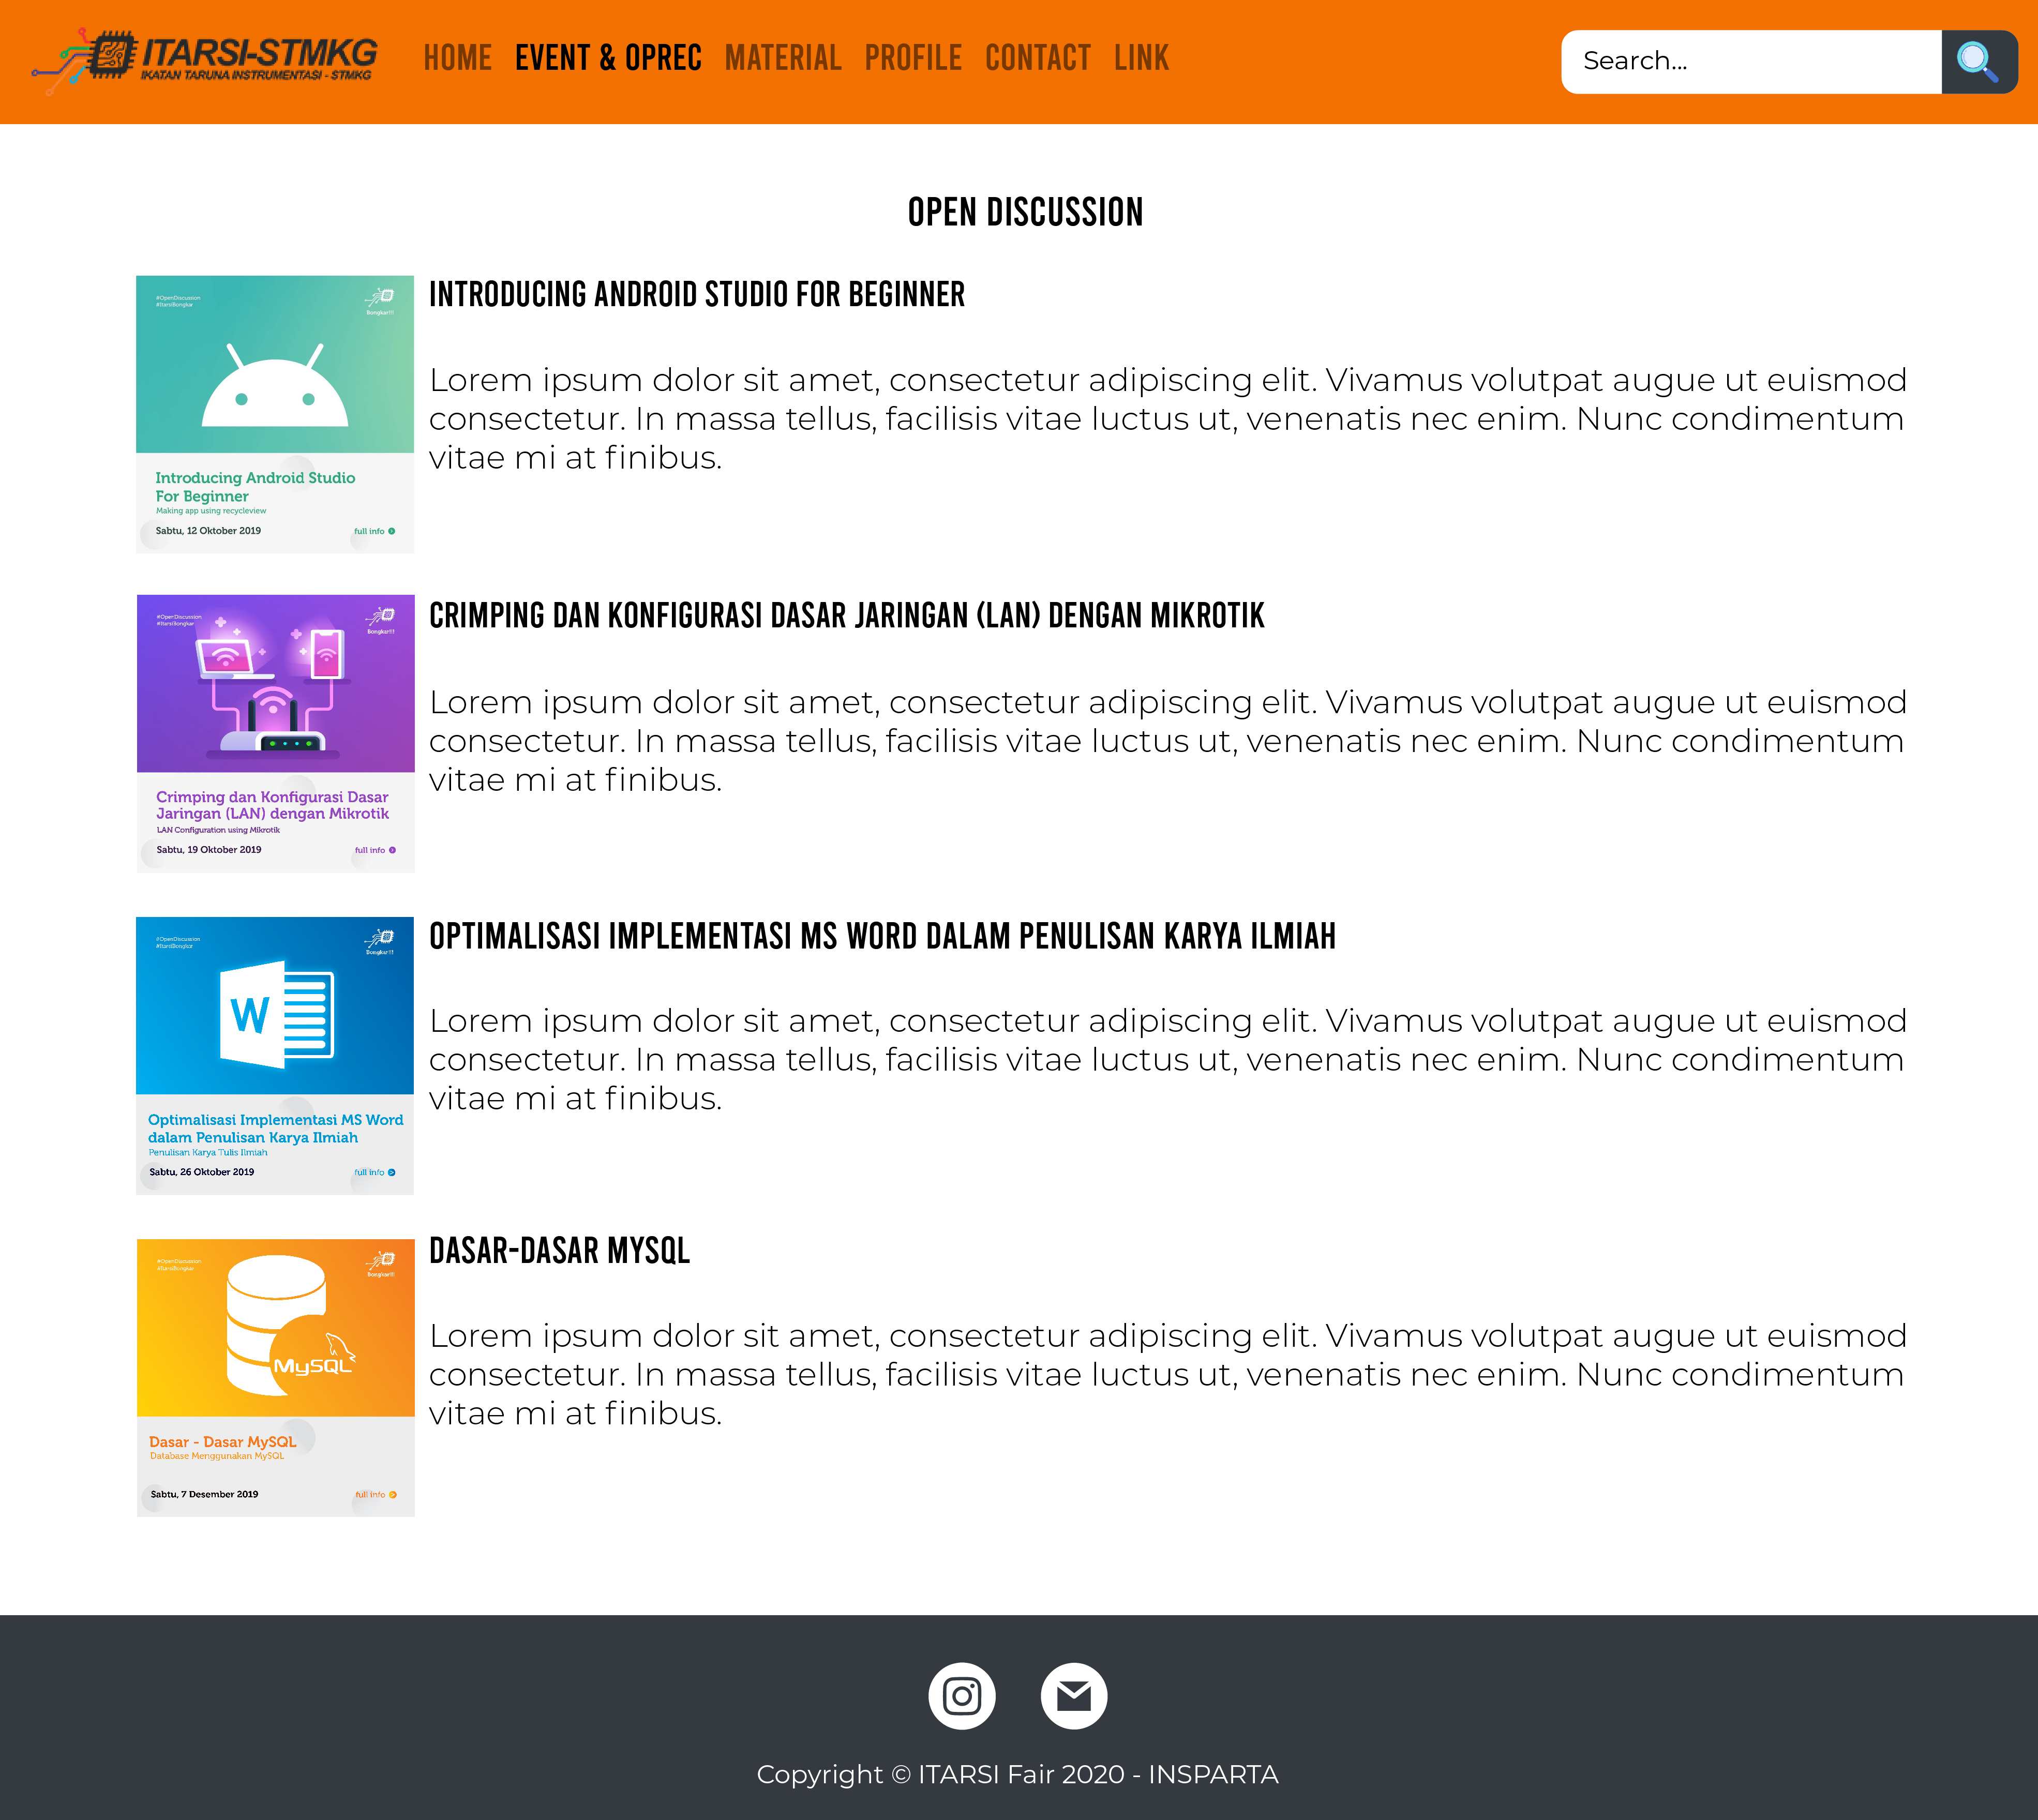 ITARSI-STMKG
IKATAN TARUNA INSTRUMENTASI - STMKG
HOME EVENT & OPREC MATERIAL PROFILE CONTACT LINK
Search...
OPEN DISCUSSION
#OpenDiscussion
#ItarsiBongkar
Bongkar!!!
Introducing Android Studio
For Beginner
Making app using recycleview
Sabtu, 12 Oktober 2019
full info
INTRODUCING ANDROID STUDIO FOR BEGINNER
Lorem ipsum dolor sit amet, consectetur adipiscing elit. Vivamus volutpat augue ut euismod
consectetur. In massa tellus, facilisis vitae luctus ut, venenatis nec enim. Nunc condimentum
vitae mi at finibus.
#OpenDiscussion
#ItarsiBongkar
Bongkar!!!
Crimping dan Konfigurasi Dasar
Jaringan (LAN) dengan Mikrotik
LAN Configuration using Mikrotik
Sabtu, 19 Oktober 2019
full info
CRIMPING DAN KONFIGURASI DASAR JARINGAN (LAN) DENGAN MIKROTIK
Lorem ipsum dolor sit amet, consectetur adipiscing elit. Vivamus volutpat augue ut euismod
consectetur. In massa tellus, facilisis vitae luctus ut, venenatis nec enim. Nunc condimentum
vitae mi at finibus.
#OpenDiscussion
#ItarsiBongkar
Bongkar!!!
W
Optimalisasi Implementasi MS Word
dalam Penulisan Karya Ilmiah
Penulisan Karya Tulis Ilmiah
Sabtu, 26 Oktober 2019
full info
OPTIMALISASI IMPLEMENTASI MS WORD DALAM PENULISAN KARYA ILMIAH
Lorem ipsum dolor sit amet, consectetur adipiscing elit. Vivamus volutpat augue ut euismod
consectetur. In massa tellus, facilisis vitae luctus ut, venenatis nec enim. Nunc condimentum
vitae mi at finibus.
#OpenDiscussion
#ItarsiBongkar
Bongkar!!!
MySQL
Dasar - Dasar MySQL
Database Menggunakan MySQL
Sabtu, 7 Desember 2019
full info
DASAR-DASAR MYSQL
Lorem ipsum dolor sit amet, consectetur adipiscing elit. Vivamus volutpat augue ut euismod
consectetur. In massa tellus, facilisis vitae luctus ut, venenatis nec enim. Nunc condimentum
vitae mi at finibus.
Copyright © ITARSI Fair 2020 - INSPARTA